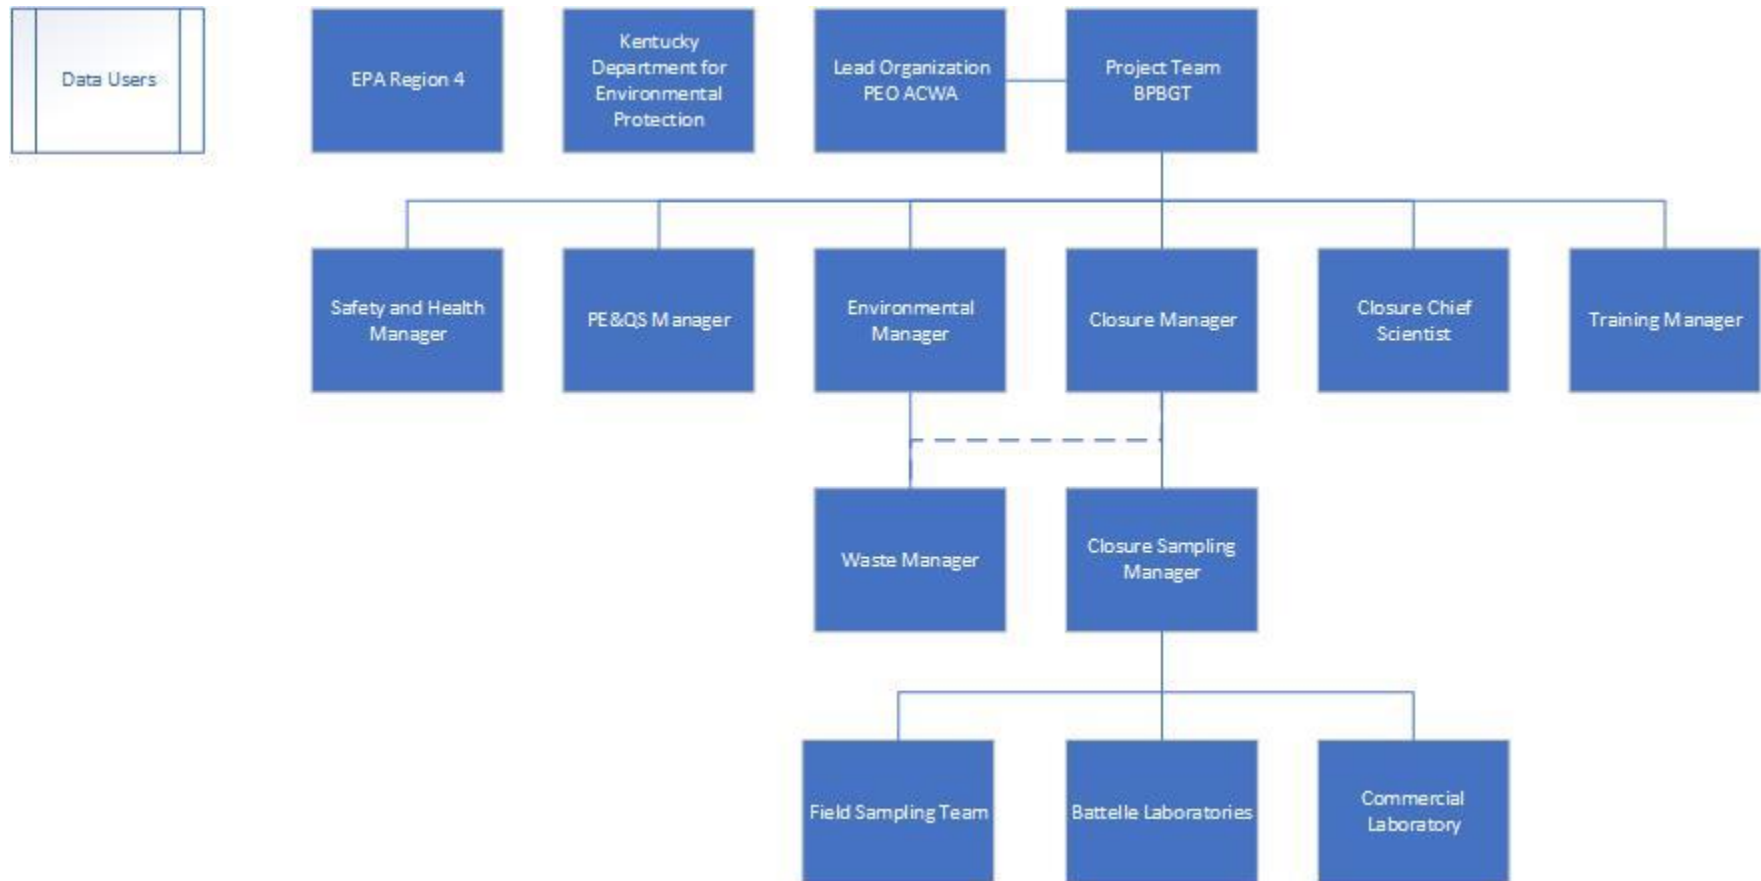 Data Users
EPA Region 4
Kentucky
Department for
Environmental
Protection
Lead Organization
PEO ACWA
Project Team
BPBGT
Safety and Health
Manager
PE&QS Manager
Environmental
Manager
Closure Manager
Closure Chief
Scientist
Training Manager
Waste Manager
Closure Sampling
Manager
Field Sampling Team
Battelle Laboratories
Commercial
Laboratory